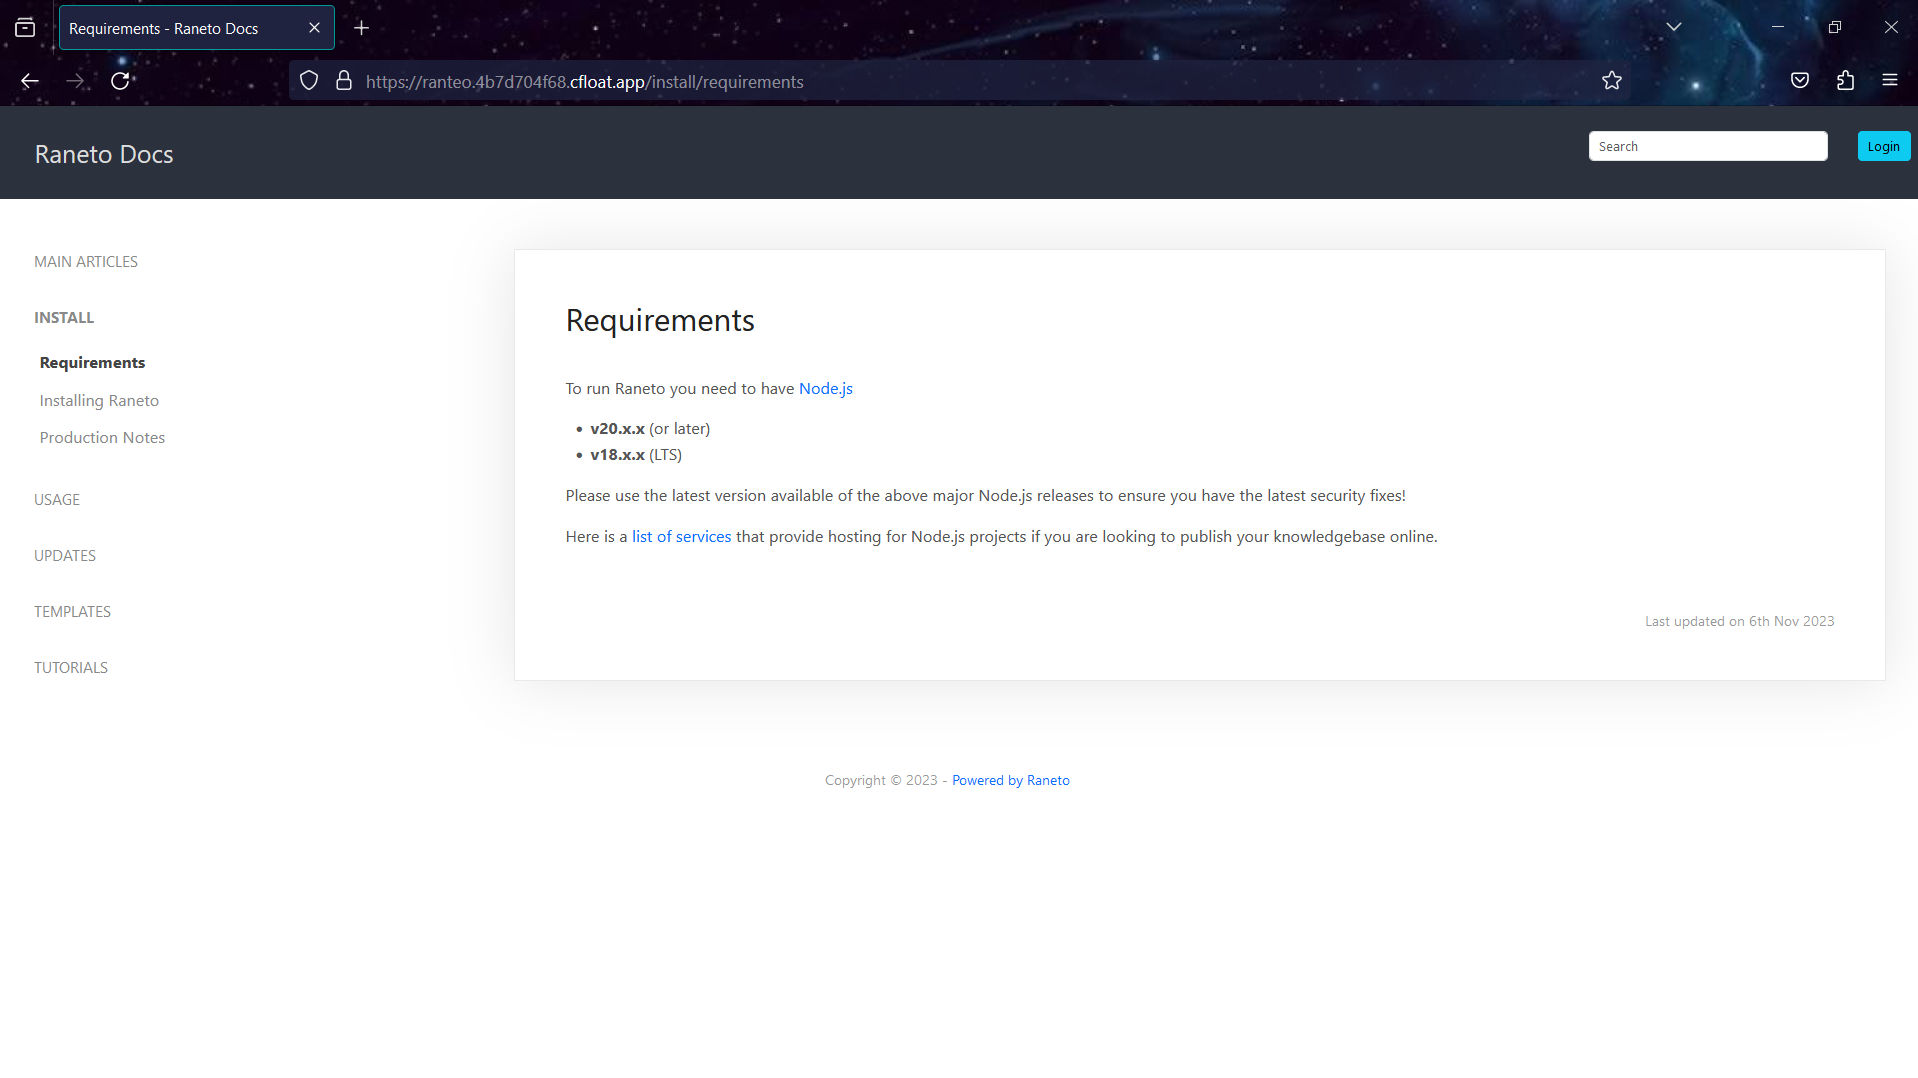 Requirements - Raneto Docs
https://ranteo.4b7d704f68.cfloat.app/install/requirements
Raneto Docs
Search
Login
MAIN ARTICLES
INSTALL
Requirements
Installing Raneto
Production Notes
USAGE
UPDATES
TEMPLATES
TUTORIALS
Requirements
To run Raneto you need to have Node.js
• v20.x.x (or later)
• v18.x.x (LTS)
Please use the latest version available of the above major Node.js releases to ensure you have the latest security fixes!
Here is a list of services that provide hosting for Node.js projects if you are looking to publish your knowledgebase online.
Last updated on 6th Nov 2023
Copyright © 2023 - Powered by Raneto